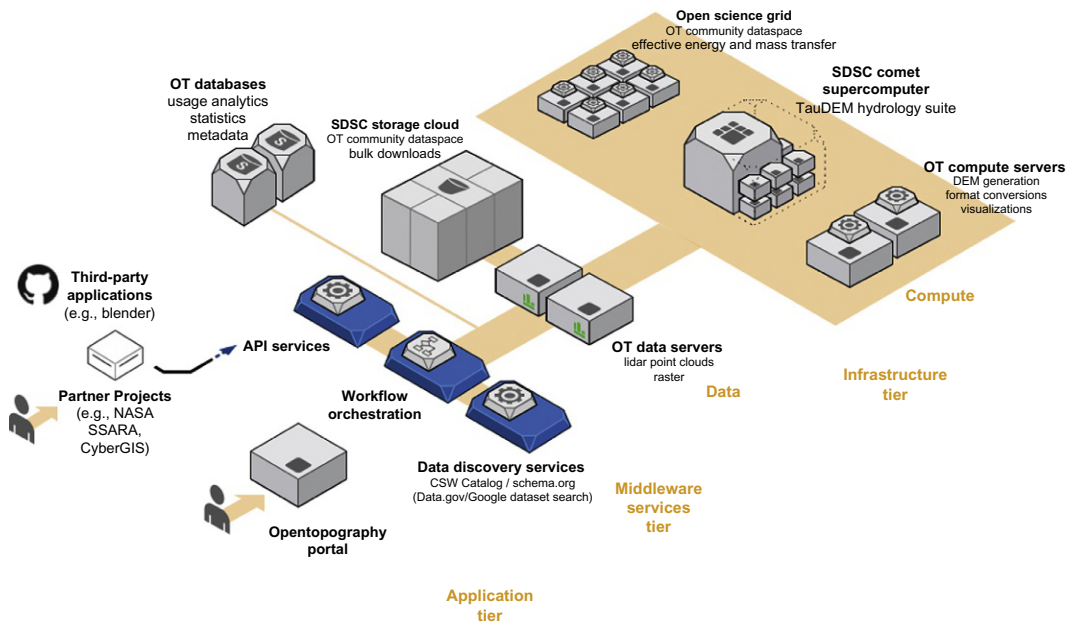 Open science grid
OT community dataspace
effective energy and mass transfer
SDSC comet
supercomputer
TauDEM hydrology suite
OT databases
usage analytics
statistics
metadata
SDSC storage cloud
OT community dataspace
bulk downloads
OT compute servers
DEM generation
format conversions
visualizations
S
S
Third-party
applications
(e.g., blender)
Compute
API services
OT data servers
lidar point clouds
raster
Infrastructure
tier
Data
Partner Projects
(e.g., NASA
SSARA,
CyberGIS)
Workflow
orchestration
Data discovery services
CSW Catalog / schema.org
(Data.gov/Google dataset search)
Middleware
services
tier
Opentopography
portal
Application
tier